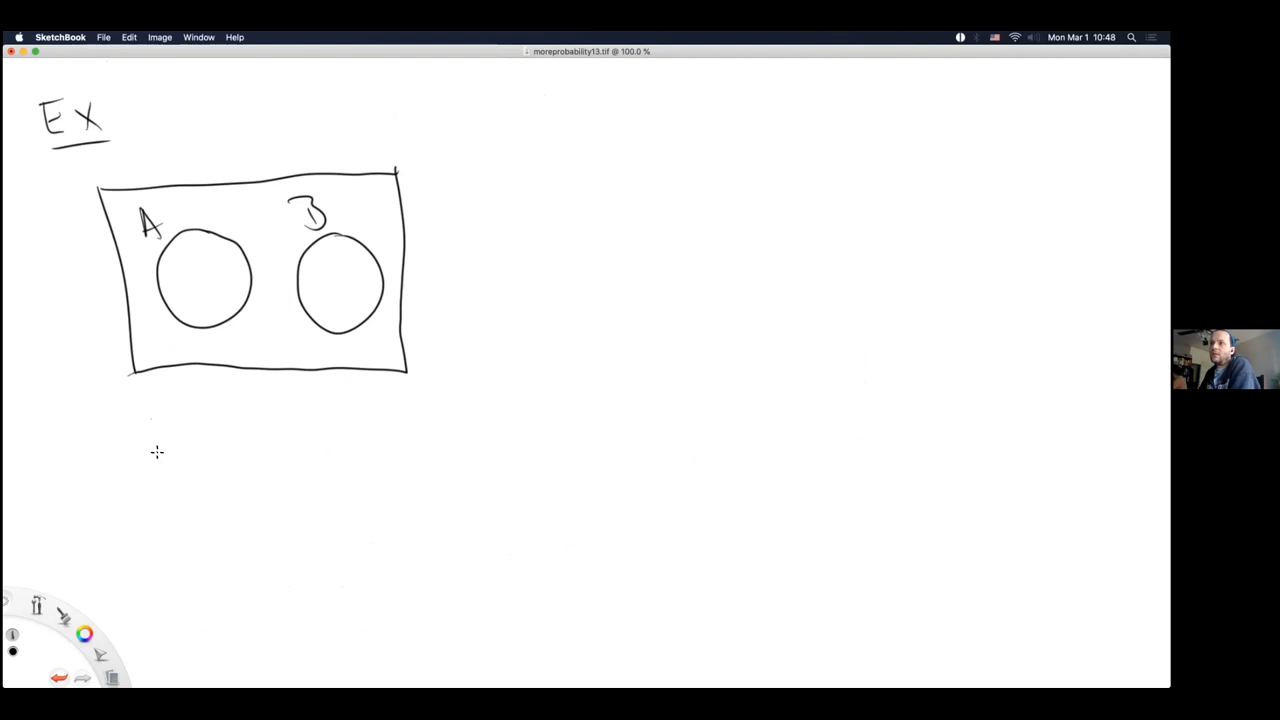 SketchBook File Edit Image Window Help Mon Mar 1 10:48
moreprobability13.tif @ 100.0 %
Ex
A B